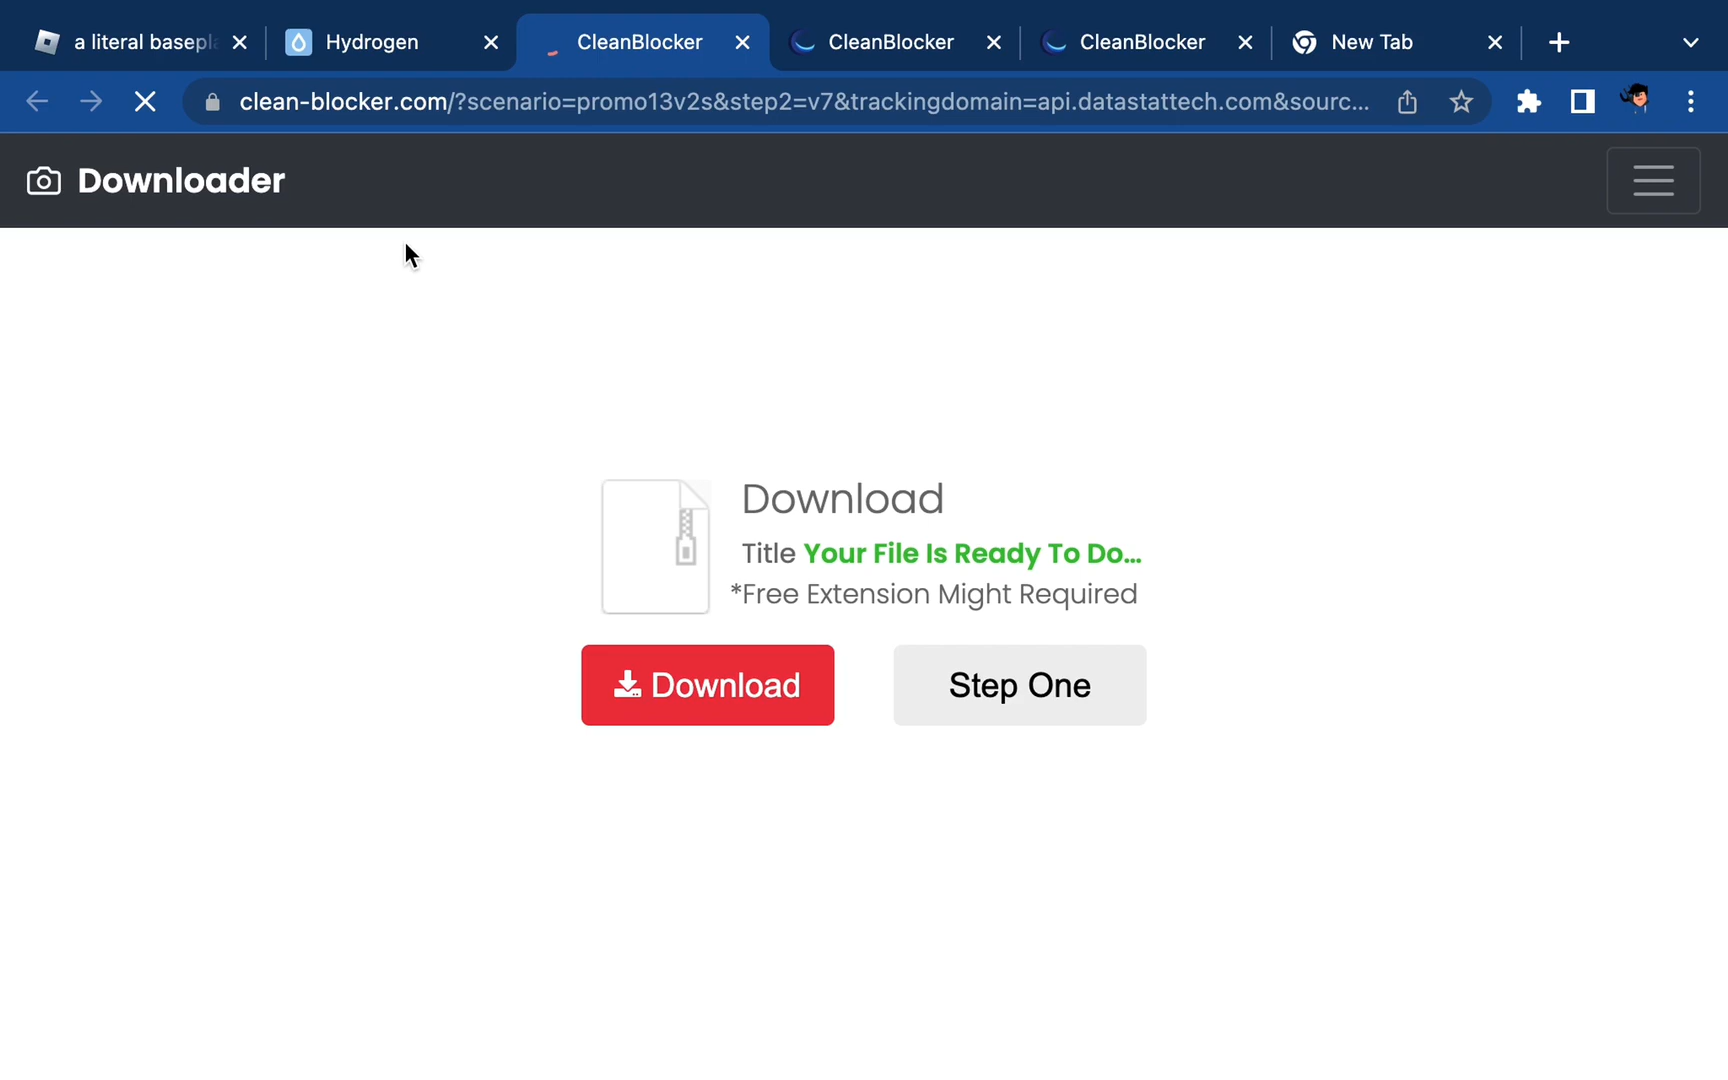 a literal basepla
Hydrogen
CleanBlocker
CleanBlocker
CleanBlocker
New Tab
clean-blocker.com/?scenario=promo13v2s&step2=v7&trackingdomain=api.datastattech.com&sourc...
Downloader
Download
Title Your File Is Ready To Do...
*Free Extension Might Required
Download
Step One